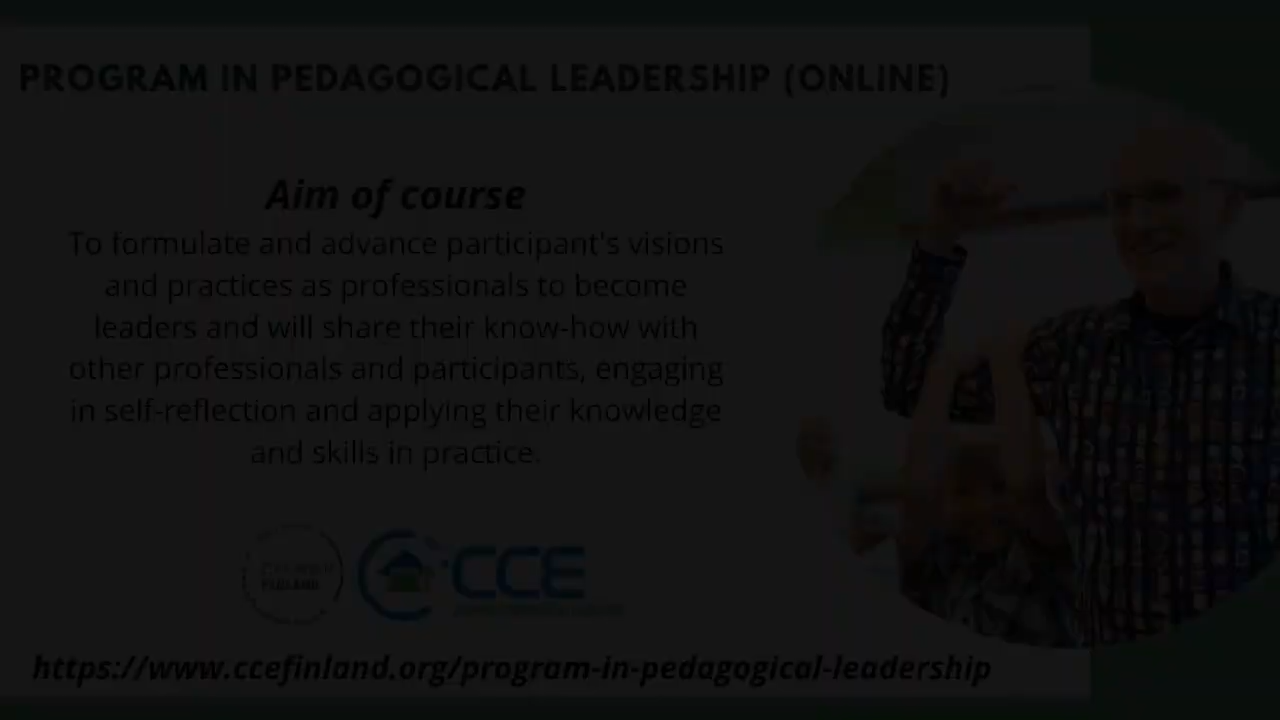 PROGRAM IN PEDAGOGICAL LEADERSHIP (ONLINE)
Aim of course
To formulate and advance participant's visions
and practices as professionals to become
leaders and will share their know-how with
other professionals and participants, engaging
in self-reflection and applying their knowledge
and skills in practice.
FINLAND
CCE
https://www.ccefinland.org/program-in-pedagogical-leadership